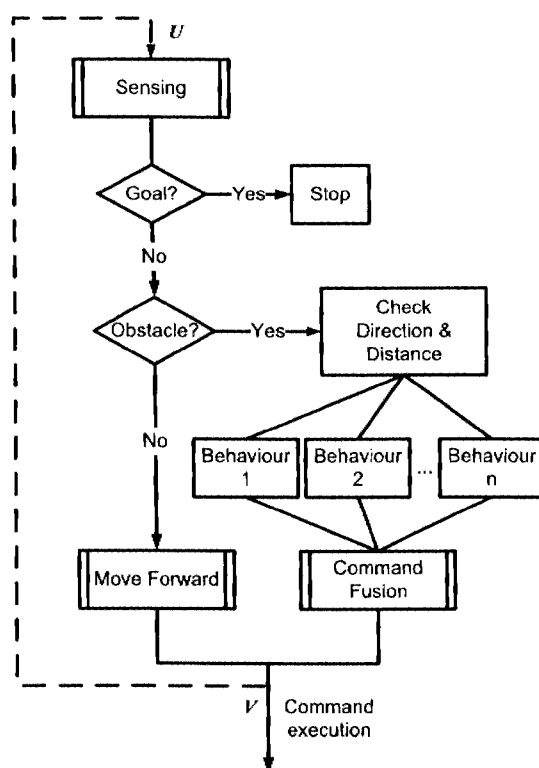 U
Sensing
Goal?
Yes
Stop
No
Obstacle?
Yes
Check
Direction &
Distance
No
Behaviour
1
Behaviour
2
...
Behaviour
n
Move Forward
Command
Fusion
V
Command
execution